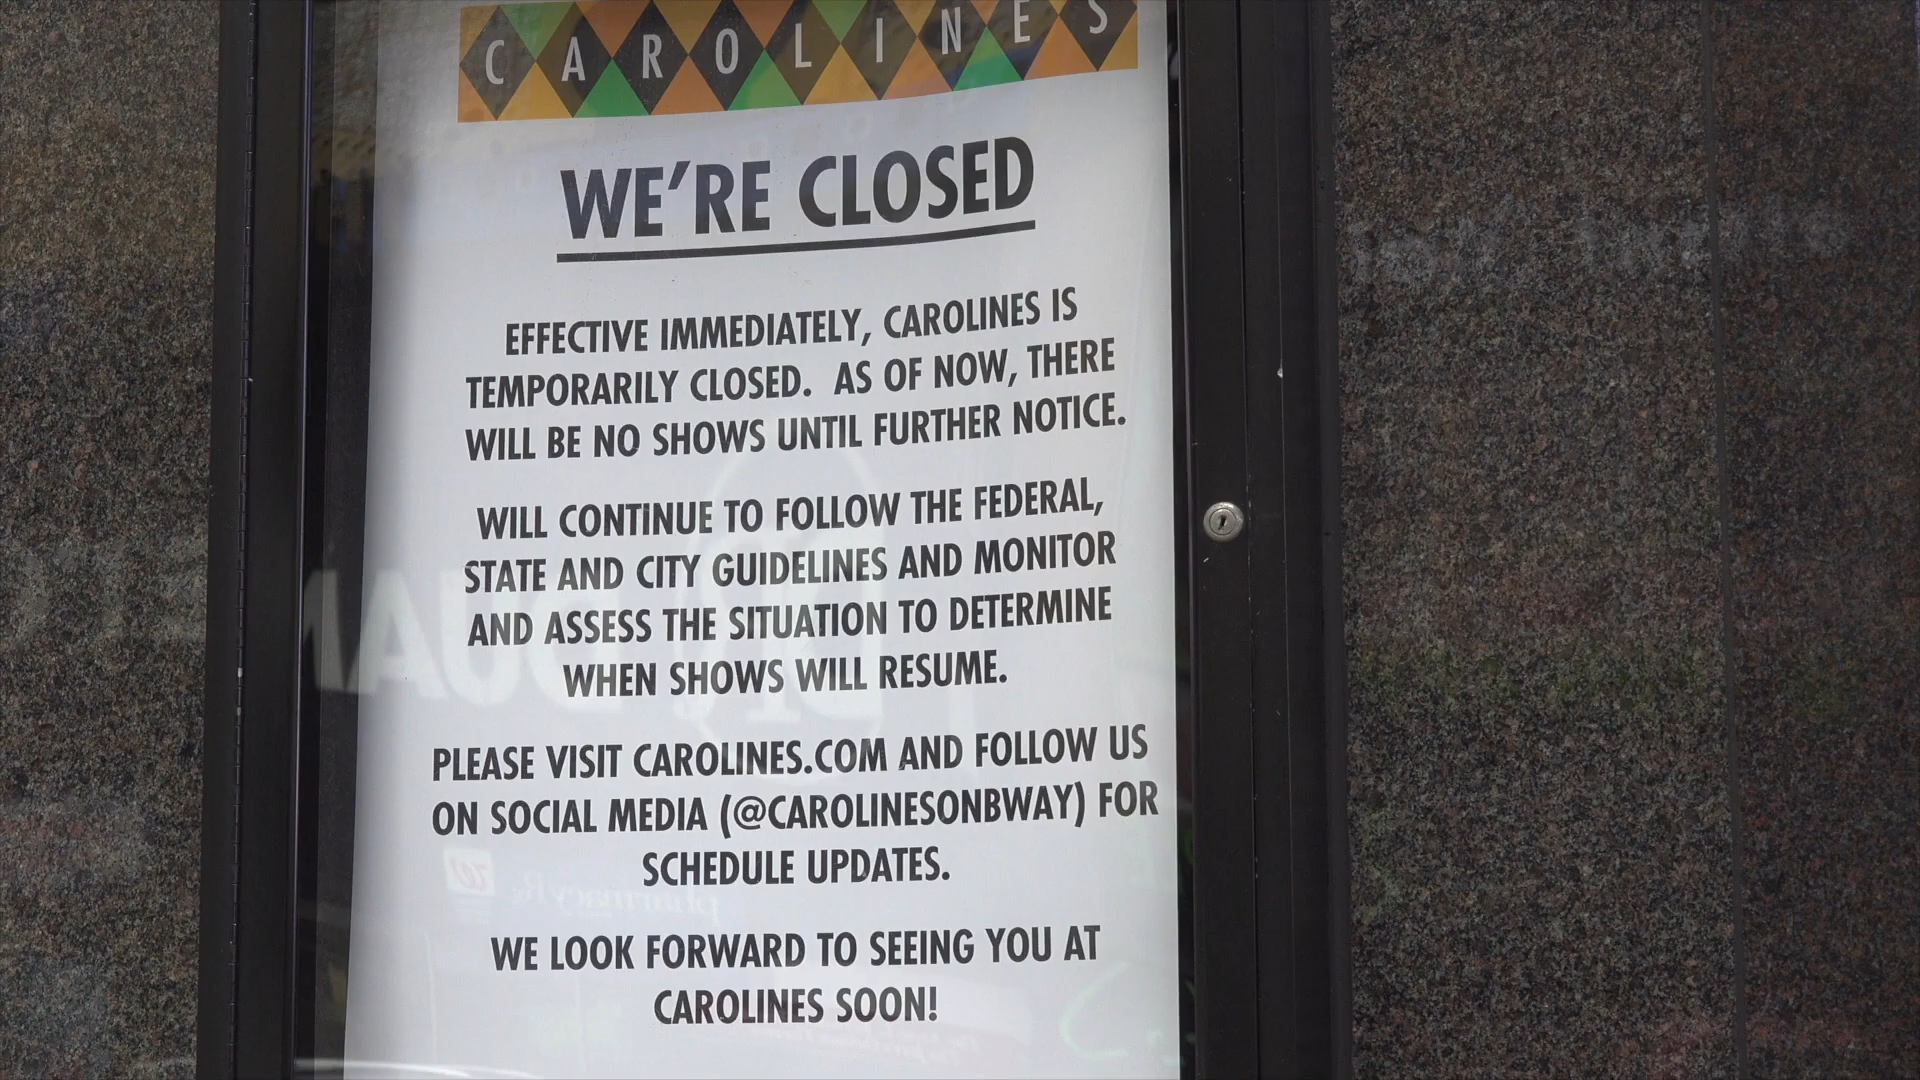 CAROLINES
WE'RE CLOSED
EFFECTIVE IMMEDIATELY, CAROLINES IS
TEMPORARILY CLOSED. AS OF NOW, THERE
WILL BE NO SHOWS UNTIL FURTHER NOTICE.
WILL CONTINUE TO FOLLOW THE FEDERAL,
STATE AND CITY GUIDELINES AND MONITOR
AND ASSESS THE SITUATION TO DETERMINE
WHEN SHOWS WILL RESUME.
PLEASE VISIT CAROLINES.COM AND FOLLOW US
ON SOCIAL MEDIA (@CAROLINESONBWAY) FOR
SCHEDULE UPDATES.
WE LOOK FORWARD TO SEEING YOU AT
CAROLINES SOON!